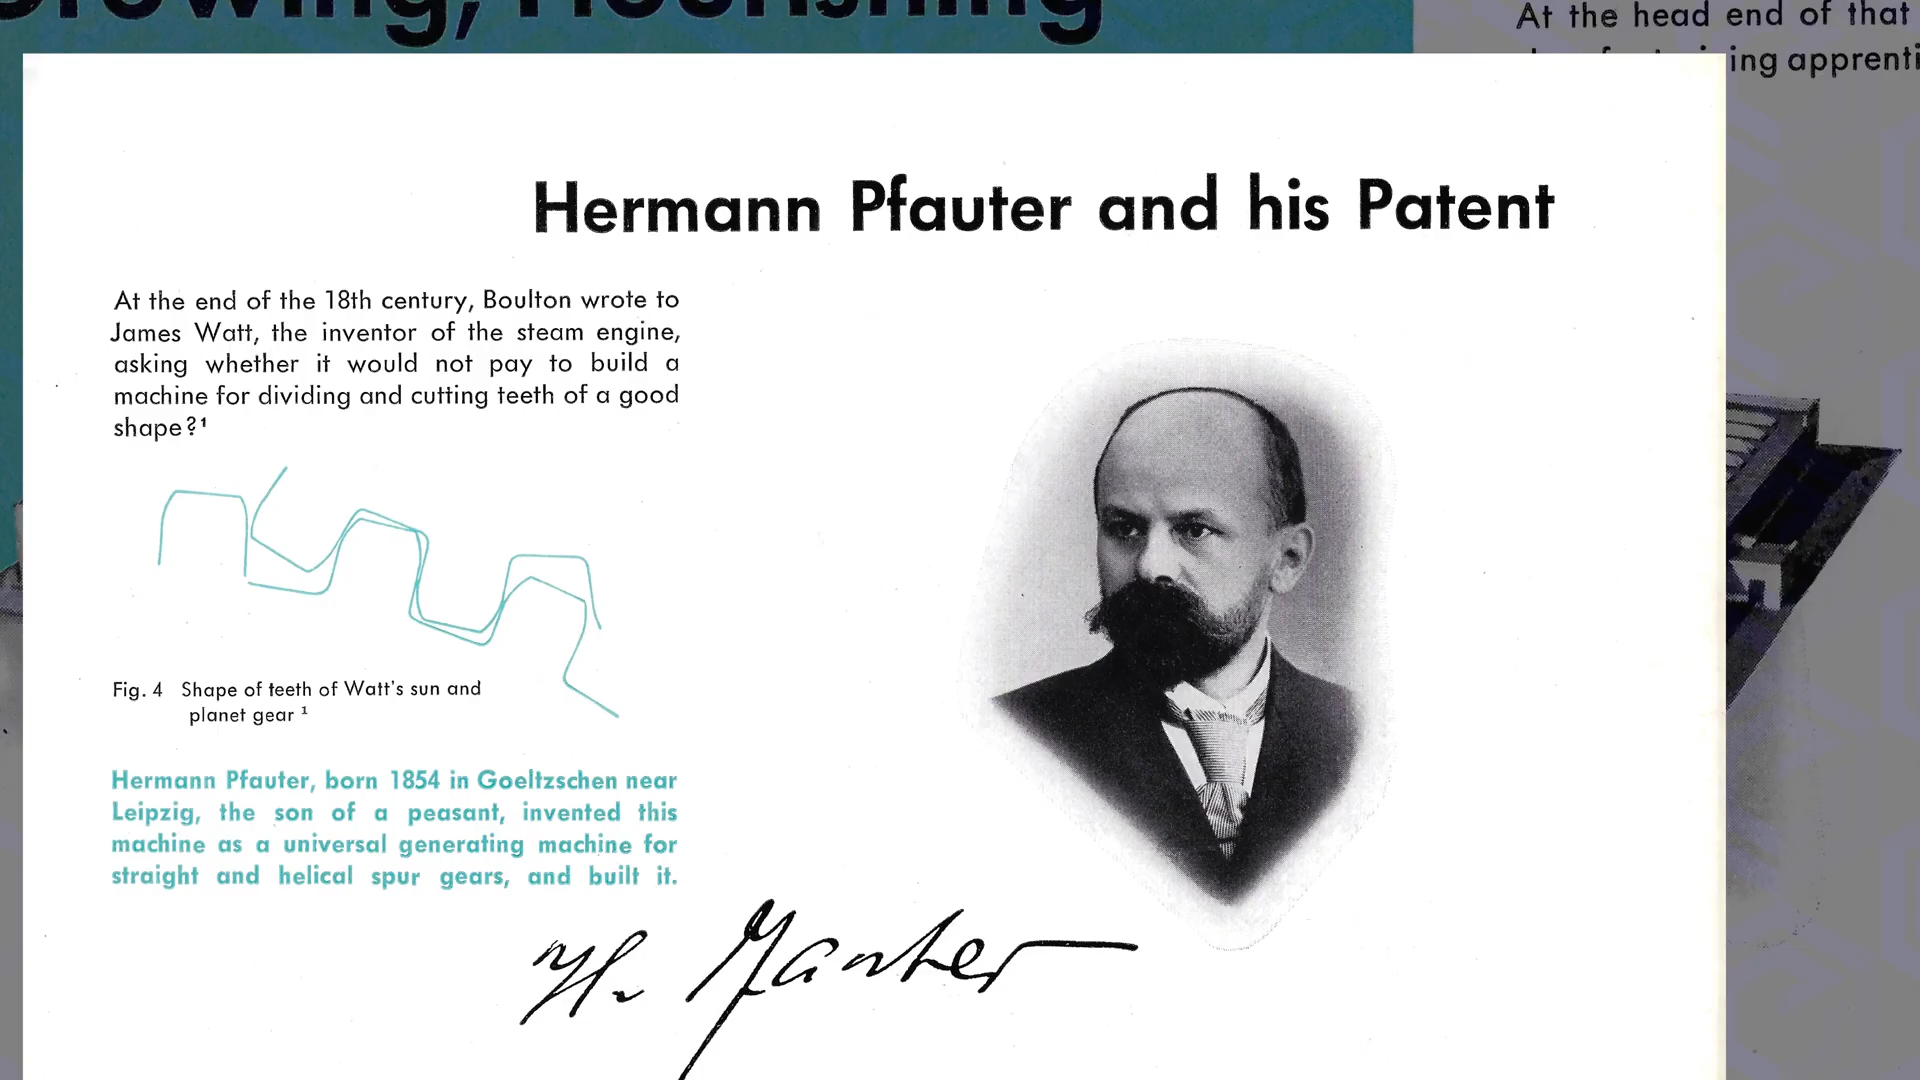 At the head end of that
ing apprenti
Hermann Pfauter and his Patent
At the end of the 18th century, Boulton wrote to
James Watt, the inventor of the steam engine,
asking whether it would not pay to build a
machine for dividing and cutting teeth of a good
shape?¹
Fig. 4 Shape of teeth of Watt's sun and
planet gear ¹
Hermann Pfauter, born 1854 in Goeltzschen near
Leipzig, the son of a peasant, invented this
machine as a universal generating machine for
straight and helical spur gears, and built it.
H. Pfauter